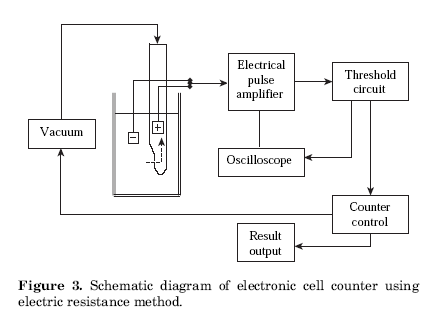 Electrical
pulse
amplifier
Threshold
circuit
Vacuum
−
+
Oscilloscope
Counter
control
Result
output
Figure 3. Schematic diagram of electronic cell counter using
electric resistance method.